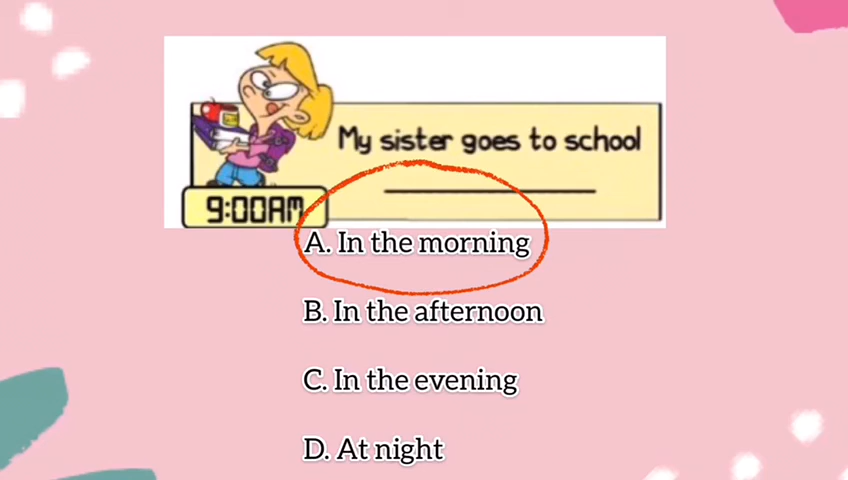 My sister goes to school
9:00AM
A. In the morning
B. In the afternoon
C. In the evening
D. At night